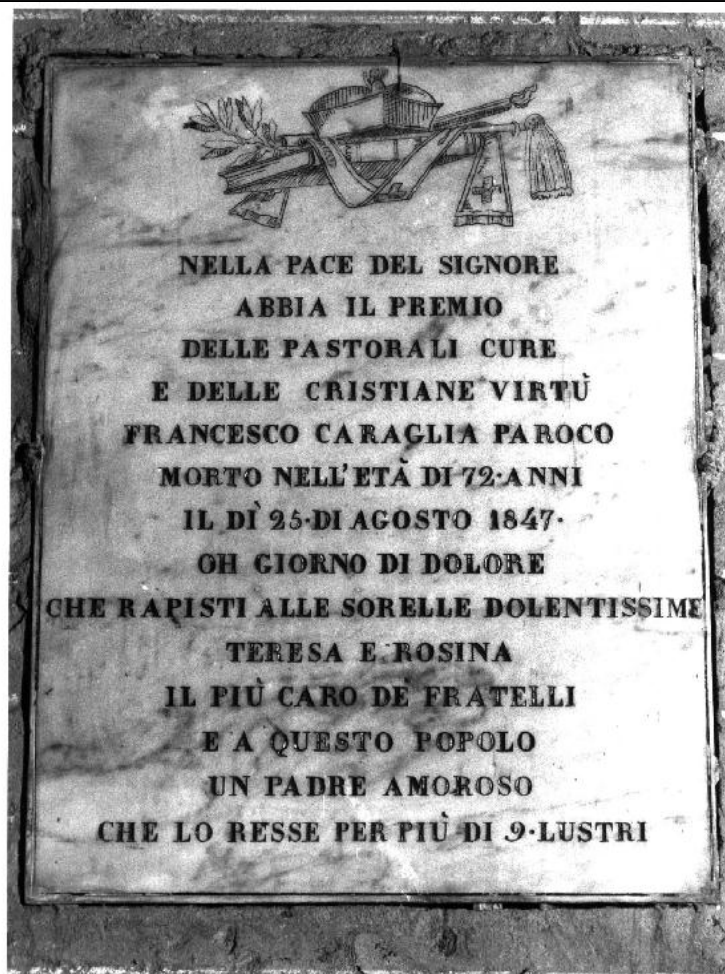 NELLA PACE DEL SIGNORE
ABBIA IL PREMIO
DELLE PASTORALI CURE
E DELLE CRISTIANE VIRTÙ
FRANCESCO CARAGLIA PAROCO
MORTO NELL'ETÀ DI 72·ANNI
IL DÌ 25·DI AGOSTO 1847·
OH GIORNO DI DOLORE
CHE RAPISTI ALLE SORELLE DOLENTISSIME
TERESA E ROSINA
IL PIÙ CARO DE' FRATELLI
E A QUESTO POPOLO
UN PADRE AMOROSO
CHE LO RESSE PER PIÙ DI 9·LUSTRI